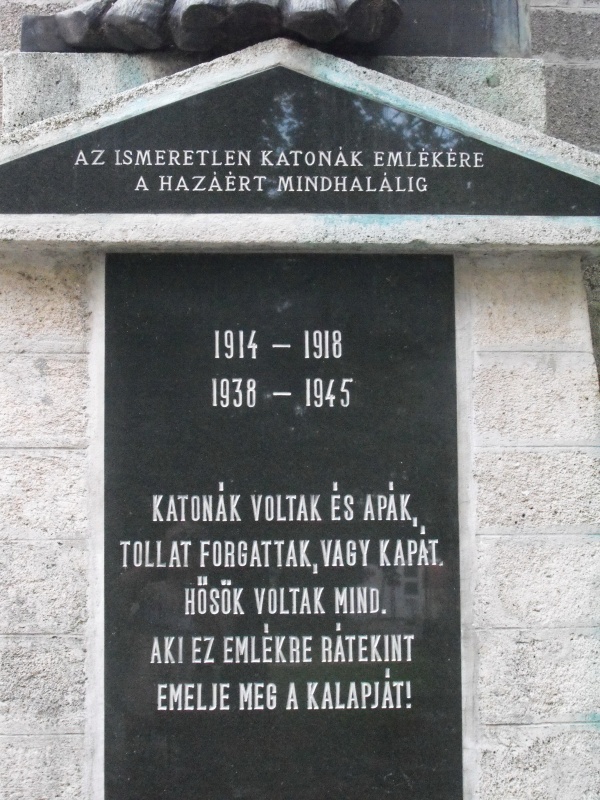 AZ ISMERETLEN KATONÁK EMLÉKÉRE
A HAZÁÉRT MINDHALÁLIG
1914 – 1918
1938 – 1945
KATONÁK VOLTAK ÉS APÁK,
TOLLAT FORGATTAK, VAGY KAPÁT.
HŐSÖK VOLTAK MIND.
AKI EZ EMLÉKRE RÁTEKINT
EMELJE MEG A KALAPJÁT!